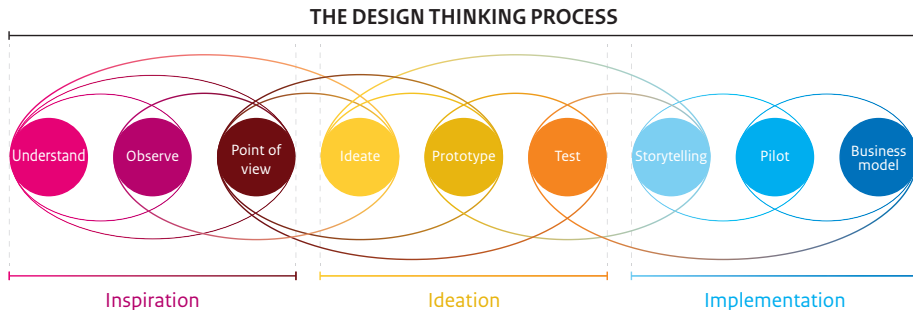 THE DESIGN THINKING PROCESS
Understand
Observe
Point of
view
Ideate
Prototype
Test
Storytelling
Pilot
Business
model
Inspiration
Ideation
Implementation